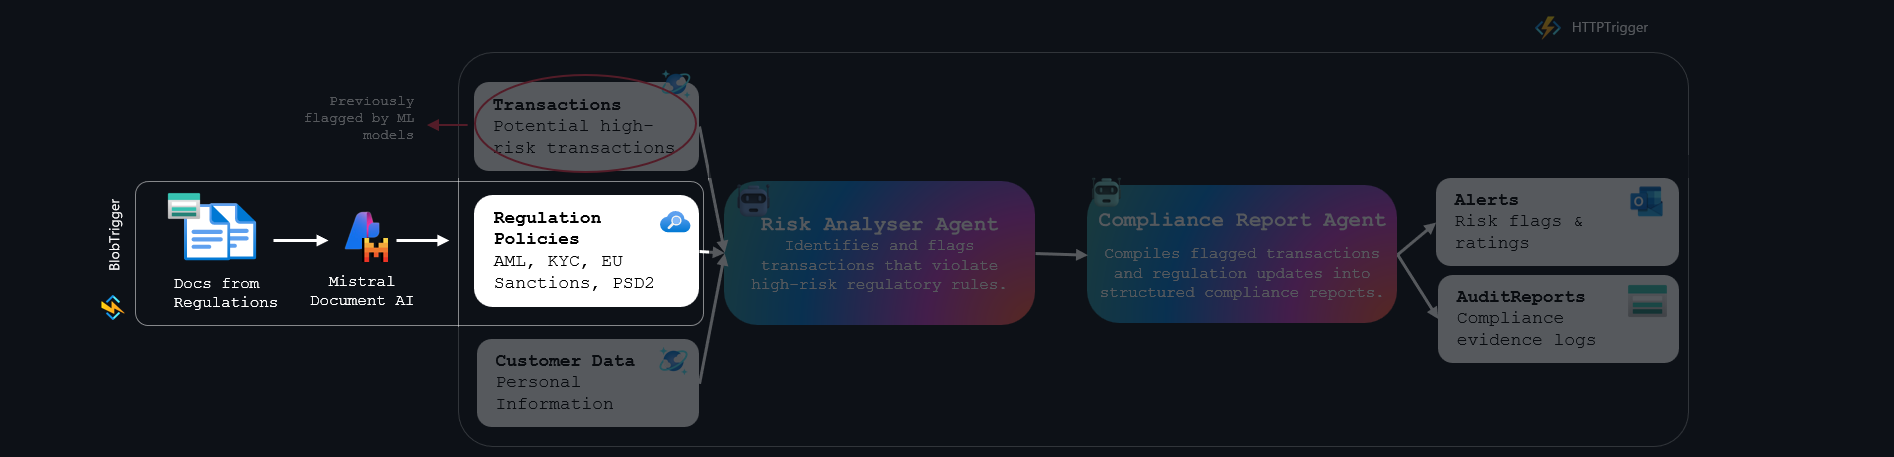 HTTPTrigger
Previously
flagged by ML
models
Transactions
Potential high-
risk transactions
BlobTrigger
Docs from
Regulations
Mistral
Document AI
Regulation
Policies
AML, KYC, EU
Sanctions, PSD2
Customer Data
Personal
Information
Risk Analyser Agent
Identifies and flags
transactions that violate
high-risk regulatory rules.
Compliance Report Agent
Compiles flagged transactions
and regulation updates into
structured compliance reports.
Alerts
Risk flags &
ratings
AuditReports
Compliance
evidence logs